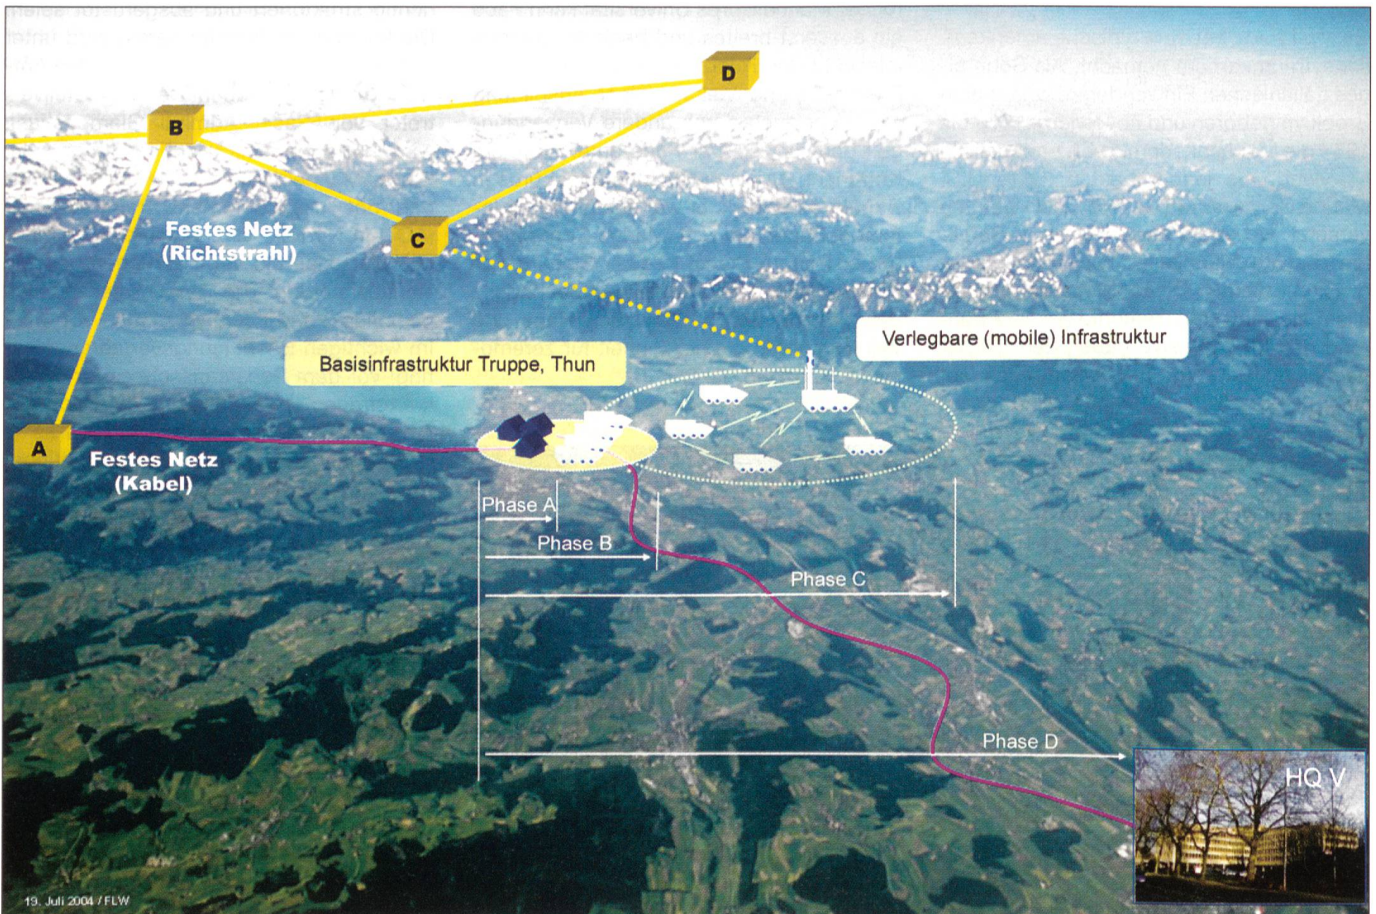 D
B
Festes Netz
(Richtstrahl)
C
Verlegbare (mobile) Infrastruktur
Basisinfrastruktur Truppe, Thun
A
Festes Netz
(Kabel)
Phase A
Phase B
Phase C
Phase D
HQ V
19. Juli 2004 / FLW